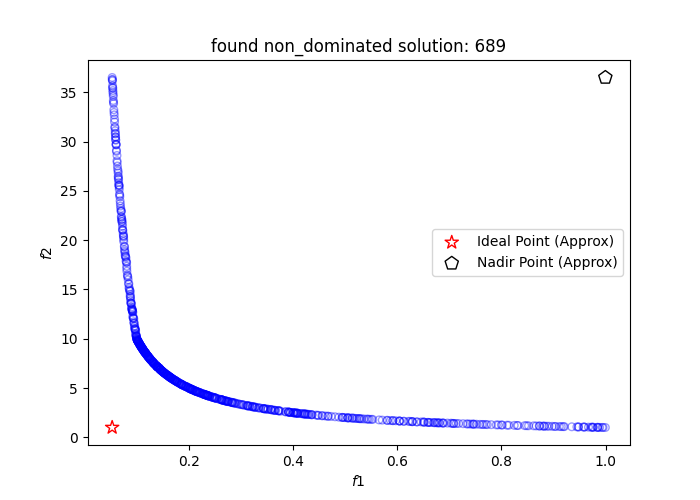 found non_dominated solution: 689
35
30
25
20
15
10
5
0
f2
Ideal Point (Approx)
Nadir Point (Approx)
0.2 0.4 0.6 0.8 1.0
f1